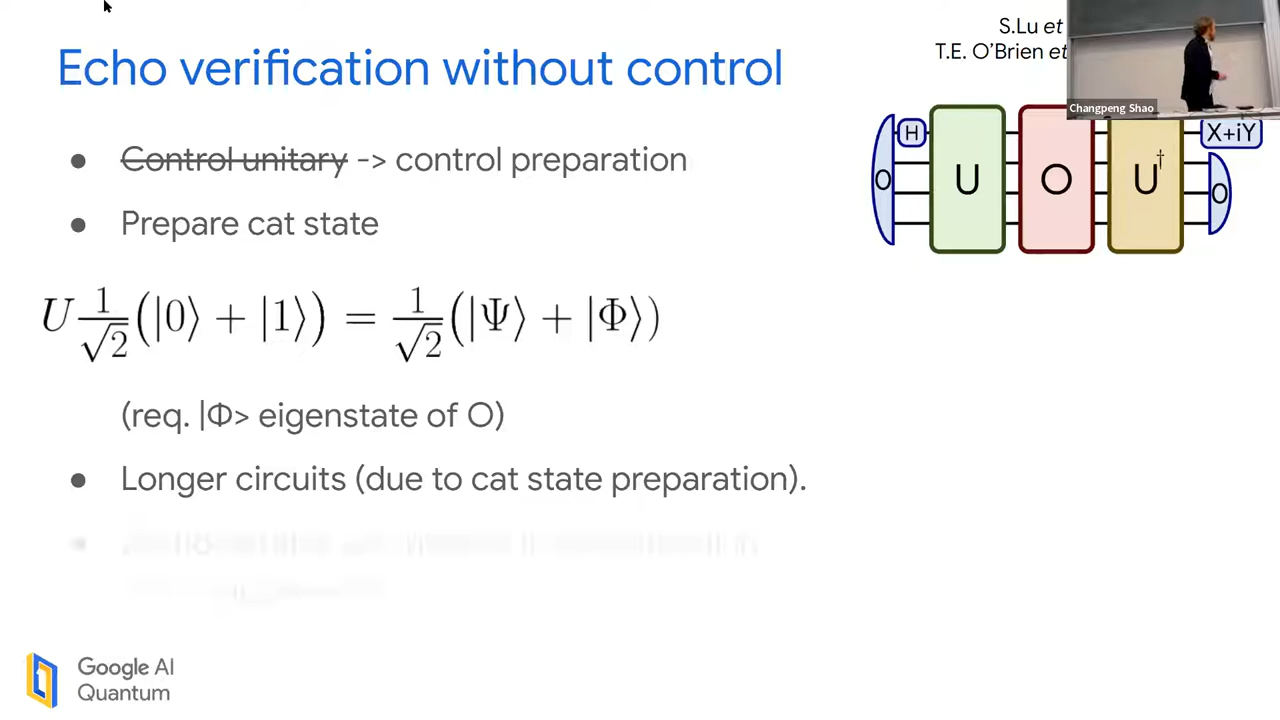 Echo verification without control
S.Lu et
T.E. O'Brien et
Changpeng Shao
Control unitary -> control preparation
Prepare cat state
U 1/√2 (|0⟩ + |1⟩) = 1/√2 (|Ψ⟩ + |Φ⟩)
(req. |Φ> eigenstate of O)
Longer circuits (due to cat state preparation).
0 H U O U† X+iY 0
Google AI
Quantum